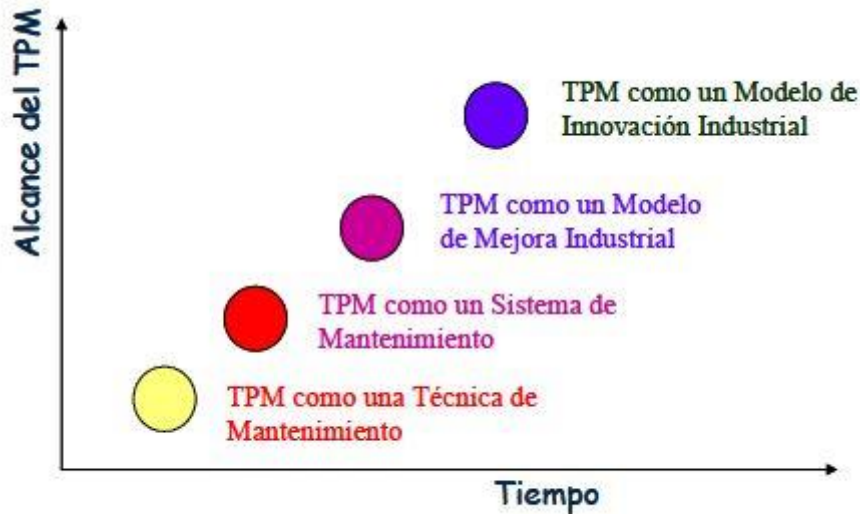 Alcance del TPM
TPM como un Modelo de
Innovación Industrial
TPM como un Modelo
de Mejora Industrial
TPM como un Sistema de
Mantenimiento
TPM como una Técnica de
Mantenimiento
Tiempo